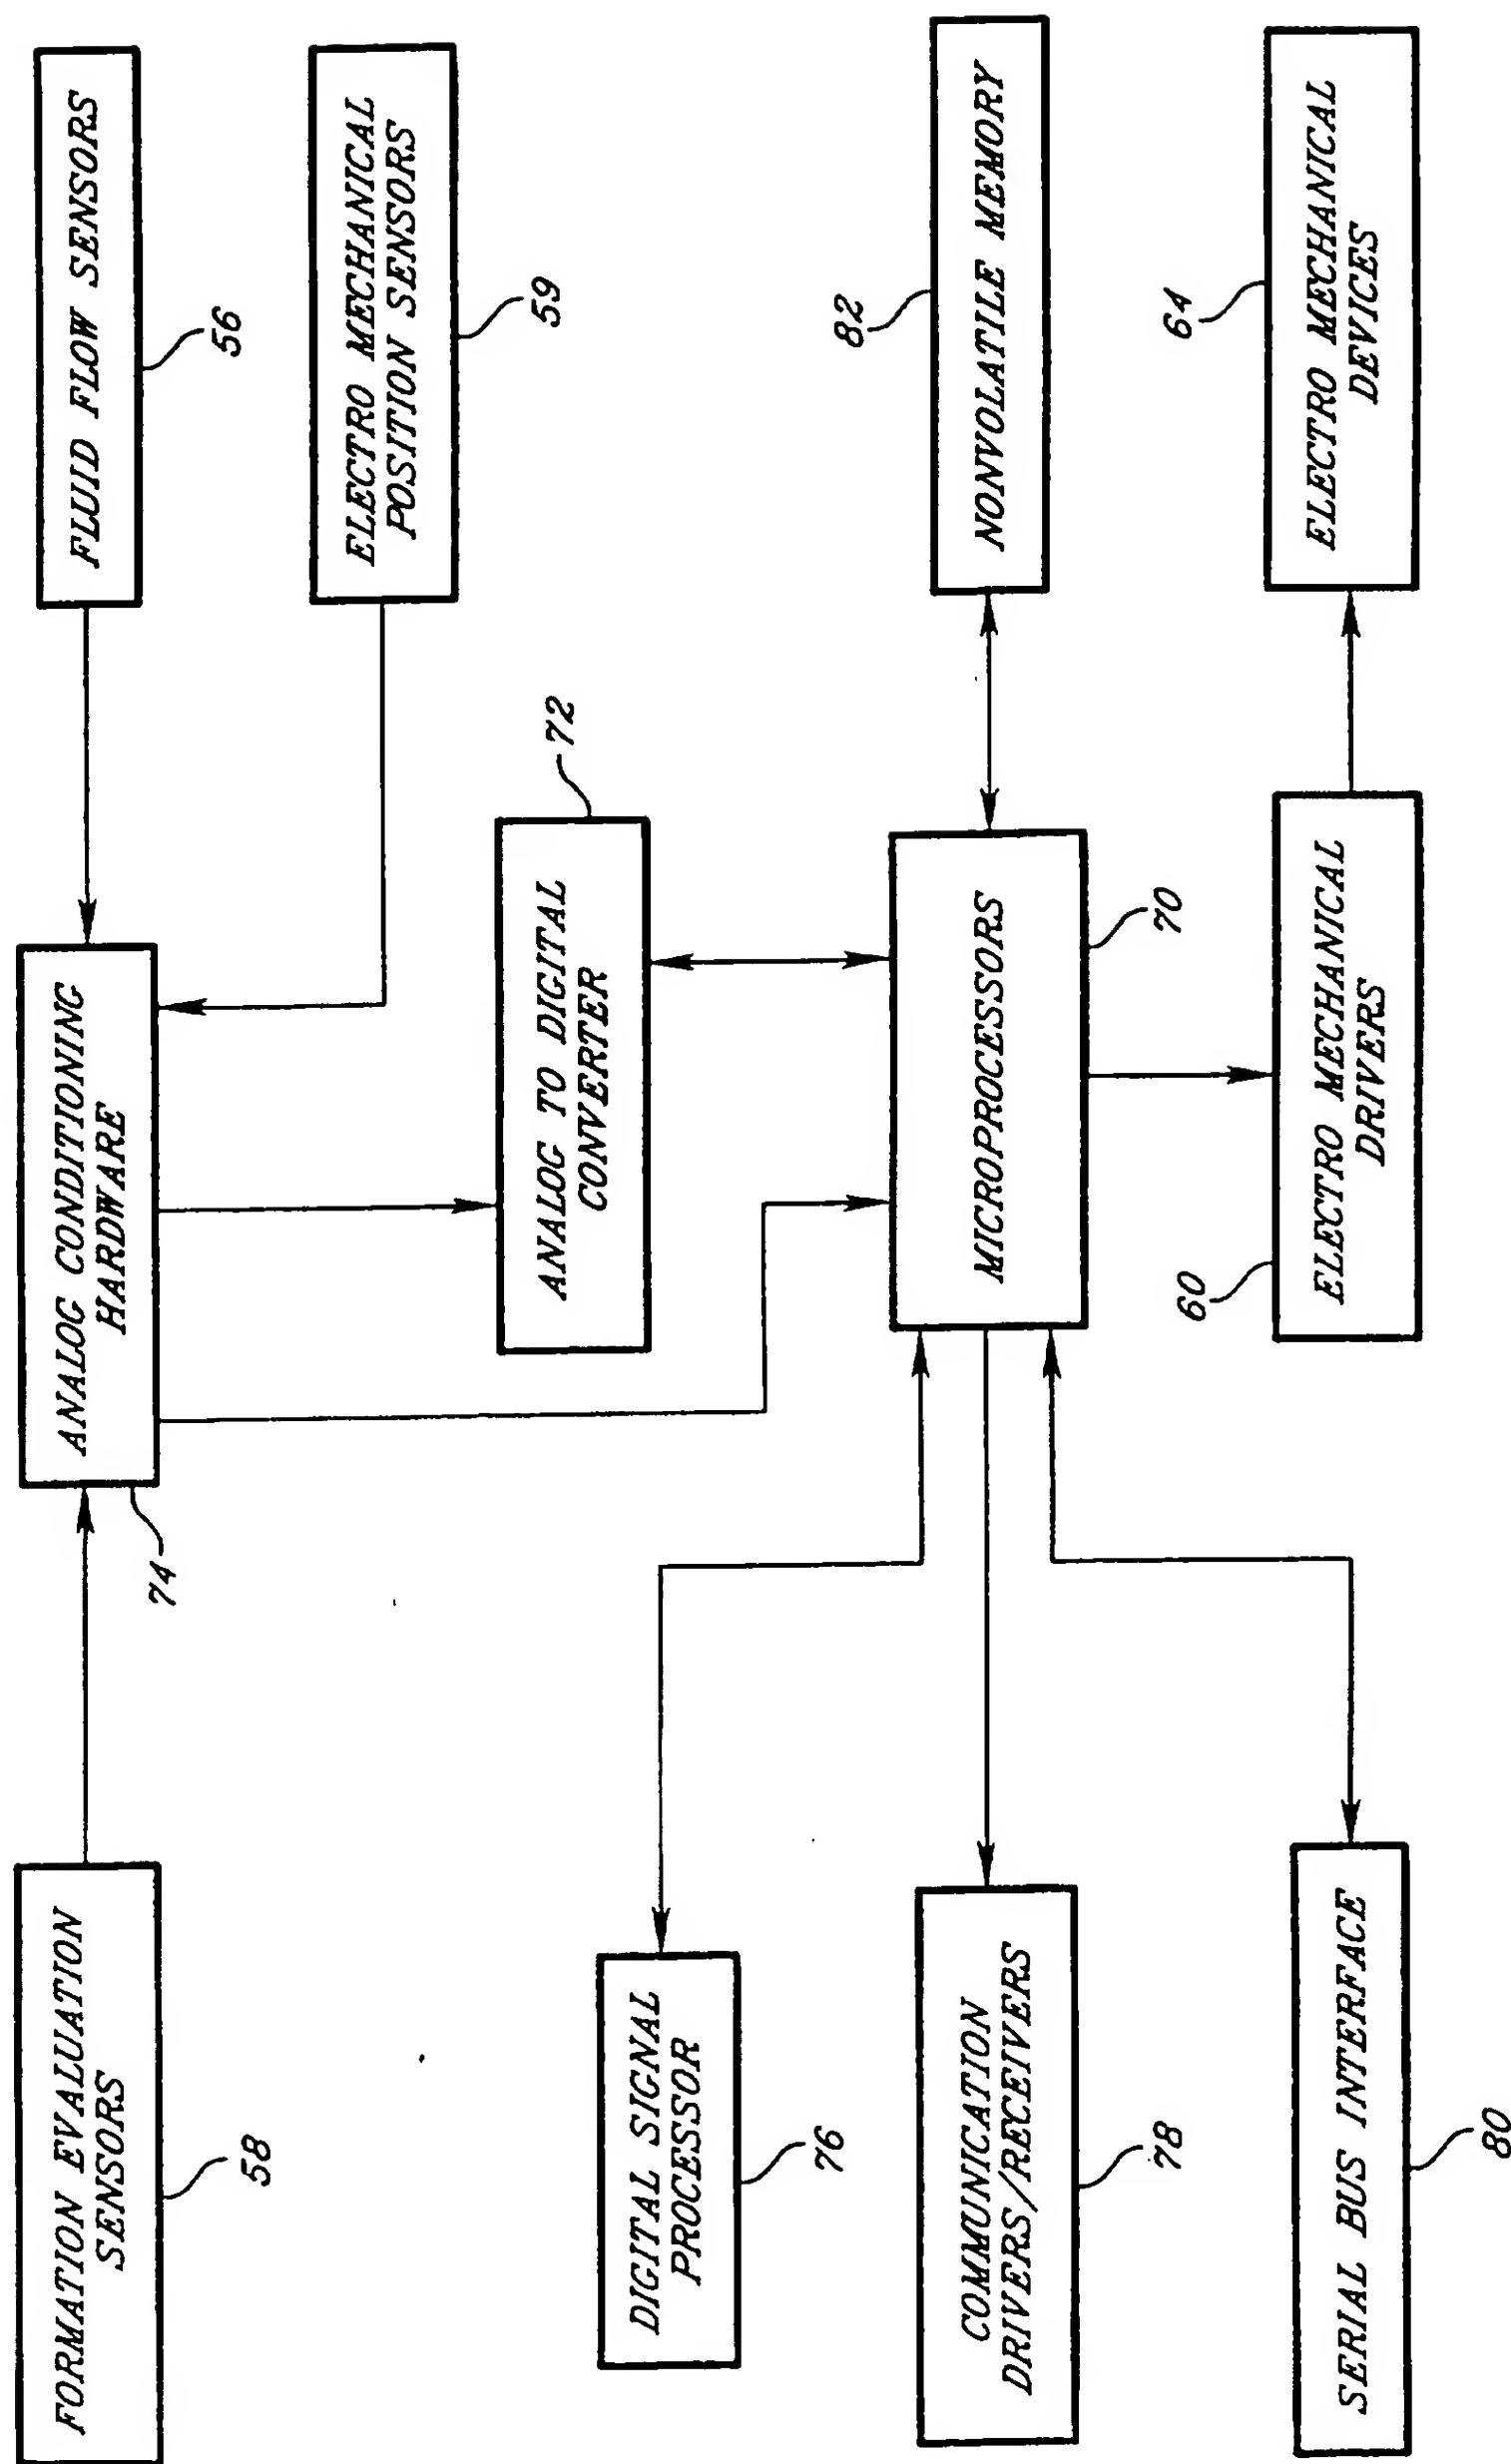 FORMATION EVALUATION
SENSORS
58
ANALOG CONDITIONING
HARDWARE
74
FLUID FLOW SENSORS
56
ELECTRO MECHANICAL
POSITION SENSORS
59
ANALOG TO DIGITAL
CONVERTER
72
DIGITAL SIGNAL
PROCESSOR
76
MICROPROCESSORS
70
NONVOLATILE MEMORY
82
COMMUNICATION
DRIVERS/RECEIVERS
78
SERIAL BUS INTERFACE
80
ELECTRO MECHANICAL
DRIVERS
60
ELECTRO MECHANICAL
DEVICES
64